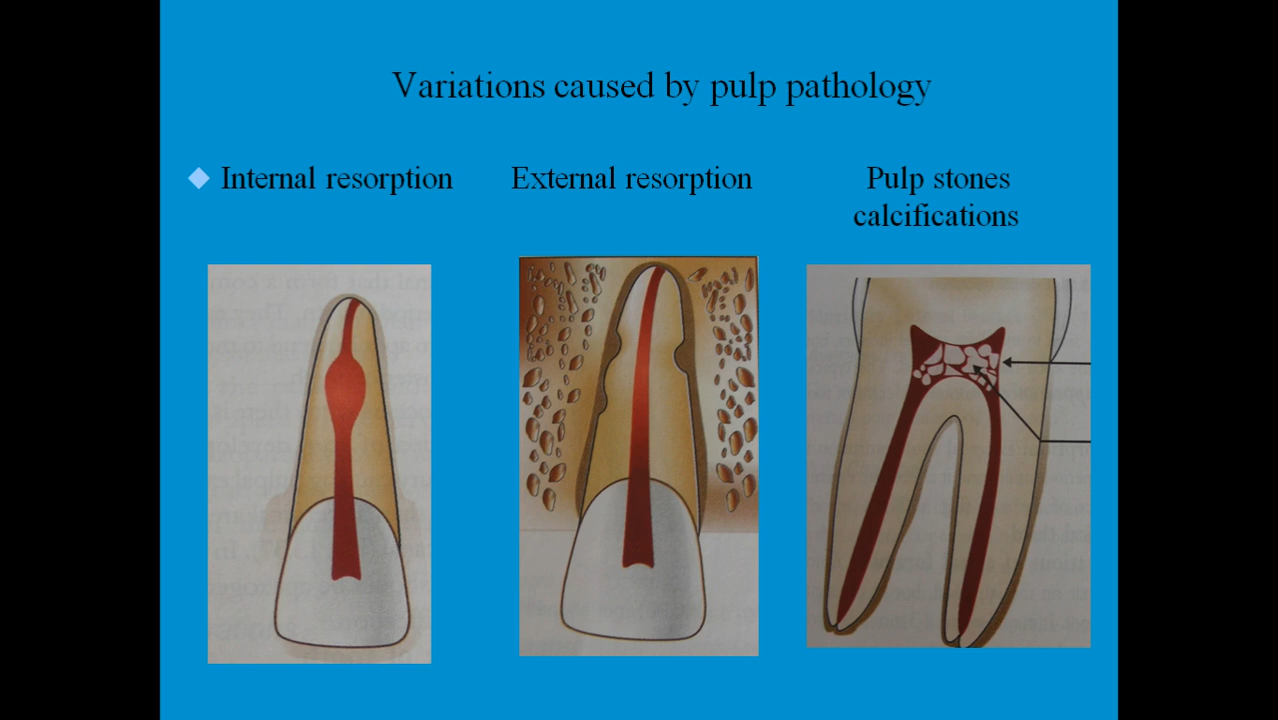 Variations caused by pulp pathology
Internal resorption
External resorption
Pulp stones
calcifications